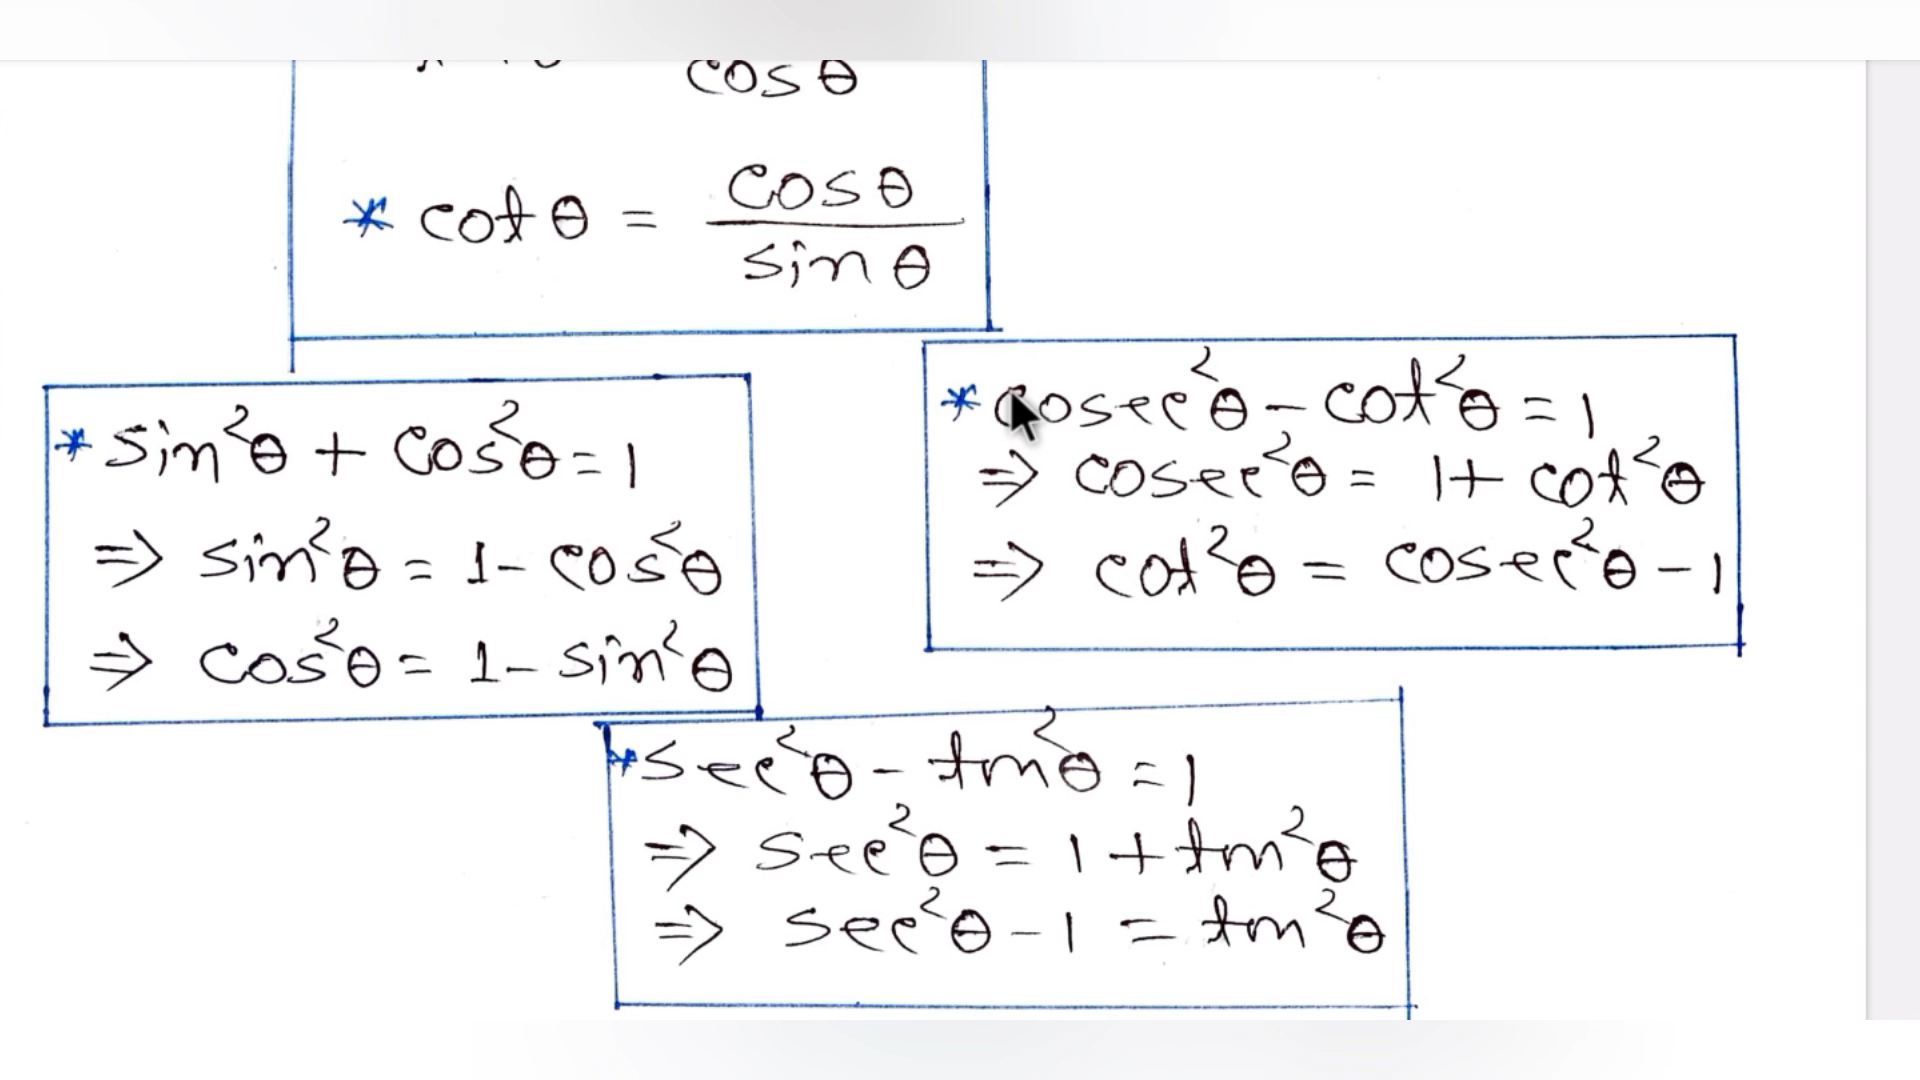 cos θ
* cot θ = cos θ / sin θ
* sin²θ + cos²θ = 1
⇒ sin²θ = 1 - cos²θ
⇒ cos²θ = 1 - sin²θ
* cosec²θ - cot²θ = 1
⇒ cosec²θ = 1 + cot²θ
⇒ cot²θ = cosec²θ - 1
* sec²θ - tan²θ = 1
⇒ sec²θ = 1 + tan²θ
⇒ sec²θ - 1 = tan²θ